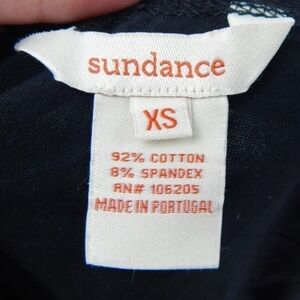 sundance
XS
92% COTTON
8% SPANDEX
RN# 106205
MADE IN PORTUGAL